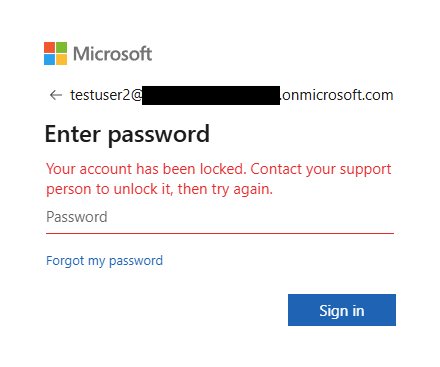 Microsoft
testuser2@ .onmicrosoft.com
Enter password
Your account has been locked. Contact your support
person to unlock it, then try again.
Password
Forgot my password
Sign in